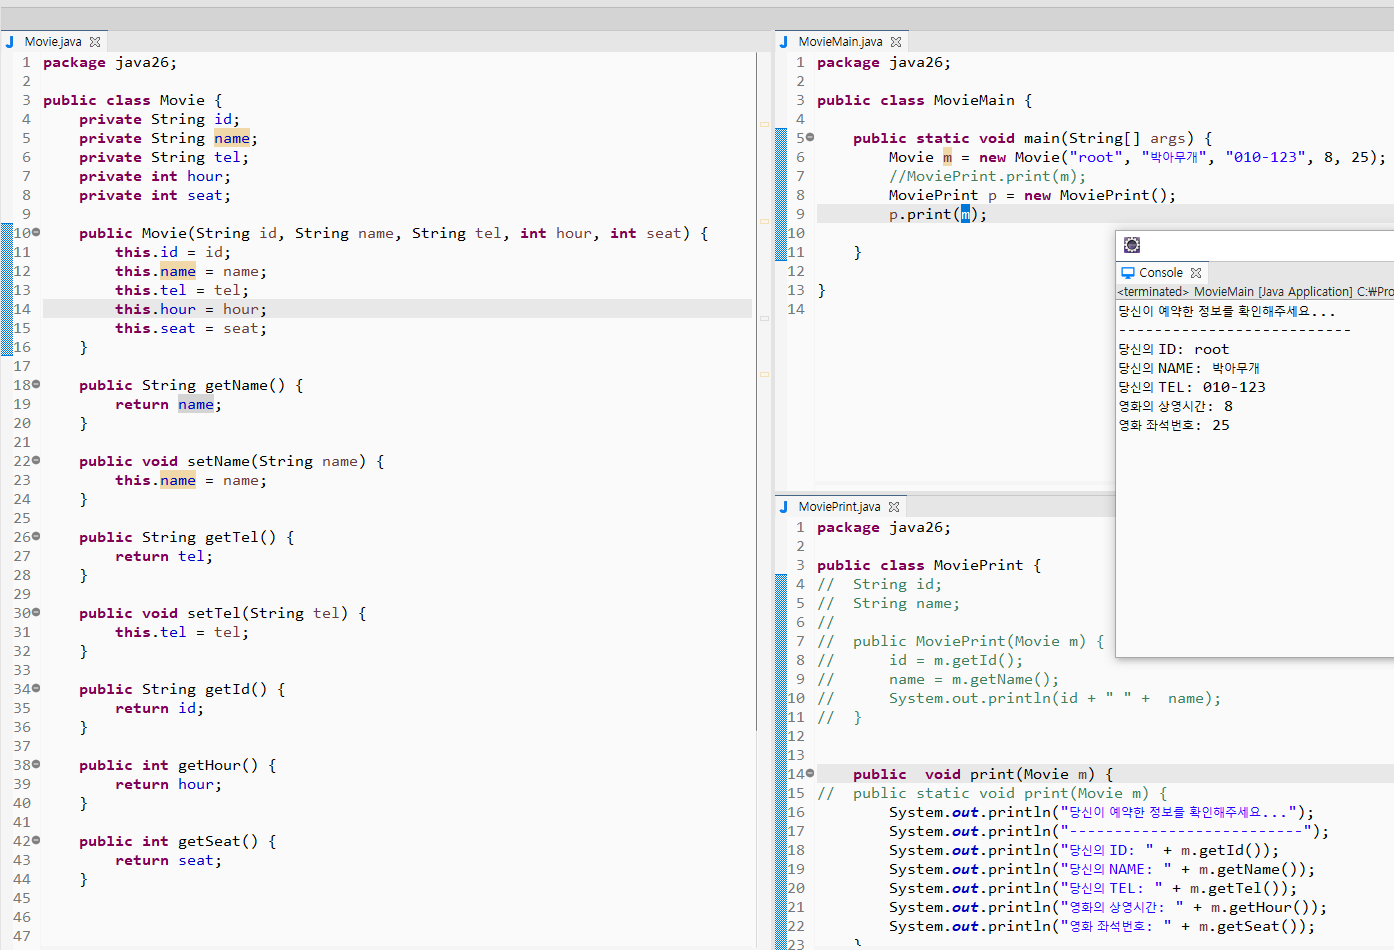 Movie.java
1 package java26;
2
3 public class Movie {
4     private String id;
5     private String name;
6     private String tel;
7     private int hour;
8     private int seat;
9
10     public Movie(String id, String name, String tel, int hour, int seat) {
11         this.id = id;
12         this.name = name;
13         this.tel = tel;
14         this.hour = hour;
15         this.seat = seat;
16     }
17
18     public String getName() {
19         return name;
20     }
21
22     public void setName(String name) {
23         this.name = name;
24     }
25
26     public String getTel() {
27         return tel;
28     }
29
30     public void setTel(String tel) {
31         this.tel = tel;
32     }
33
34     public String getId() {
35         return id;
36     }
37
38     public int getHour() {
39         return hour;
40     }
41
42     public int getSeat() {
43         return seat;
44     }
45
46
47
MovieMain.java
1 package java26;
2
3 public class MovieMain {
4
5     public static void main(String[] args) {
6         Movie m = new Movie("root", "박아무개", "010-123", 8, 25);
7         //MoviePrint.print(m);
8         MoviePrint p = new MoviePrint();
9         p.print(m);
10
11     }
12
13 }
14
Console
<terminated> MovieMain [Java Application] C:₩Pro
당신이 예약한 정보를 확인해주세요...
--------------------------
당신의 ID: root
당신의 NAME: 박아무개
당신의 TEL: 010-123
영화의 상영시간: 8
영화 좌석번호: 25
MoviePrint.java
1 package java26;
2
3 public class MoviePrint {
4 //  String id;
5 //  String name;
6 //
7 //  public MoviePrint(Movie m) {
8 //      id = m.getId();
9 //      name = m.getName();
10 //      System.out.println(id + " " +  name);
11 //  }
12
13
14     public  void print(Movie m) {
15 //  public static void print(Movie m) {
16         System.out.println("당신이 예약한 정보를 확인해주세요...");
17         System.out.println("--------------------------");
18         System.out.println("당신의 ID: " + m.getId());
19         System.out.println("당신의 NAME: " + m.getName());
20         System.out.println("당신의 TEL: " + m.getTel());
21         System.out.println("영화의 상영시간: " + m.getHour());
22         System.out.println("영화 좌석번호: " + m.getSeat());
23     }